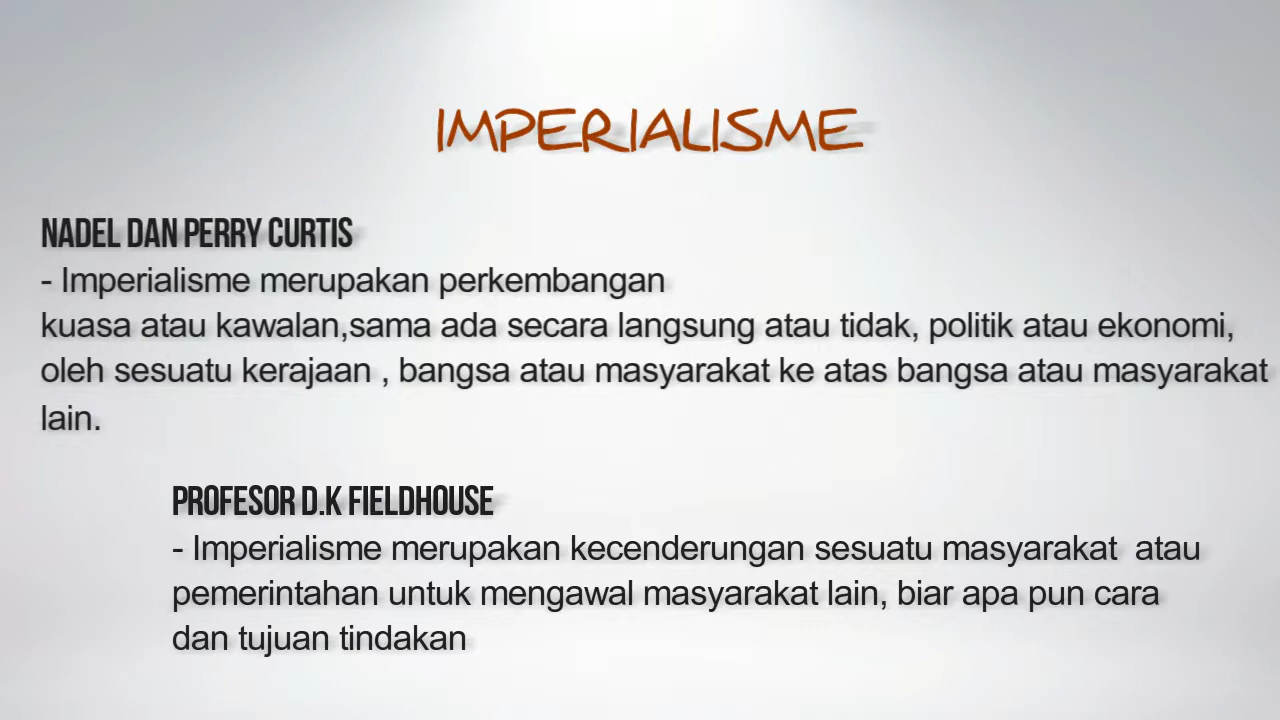 IMPERIALISME
NADEL DAN PERRY CURTIS
- Imperialisme merupakan perkembangan
kuasa atau kawalan,sama ada secara langsung atau tidak, politik atau ekonomi,
oleh sesuatu kerajaan , bangsa atau masyarakat ke atas bangsa atau masyarakat
lain.
PROFESOR D.K FIELDHOUSE
- Imperialisme merupakan kecenderungan sesuatu masyarakat  atau
pemerintahan untuk mengawal masyarakat lain, biar apa pun cara
dan tujuan tindakan